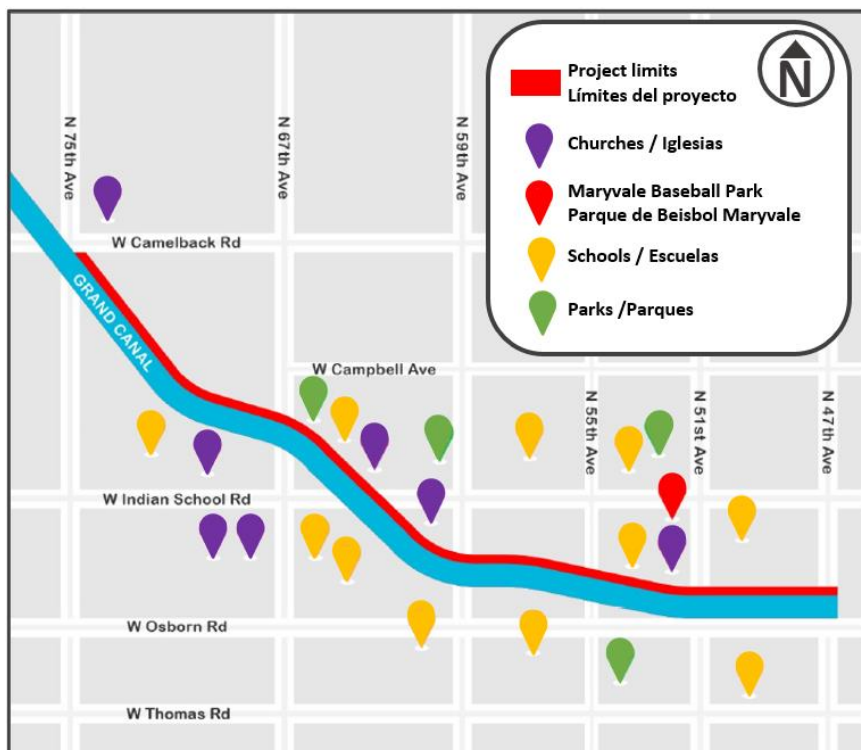 Project limits
Límites del proyecto
N
Churches / Iglesias
Maryvale Baseball Park
Parque de Beisbol Maryvale
Schools / Escuelas
Parks /Parques
N 75th Ave
N 67th Ave
N 59th Ave
W Camelback Rd
GRAND CANAL
W Campbell Ave
N 55th Ave
N 51st Ave
N 47th Ave
W Indian School Rd
W Osborn Rd
W Thomas Rd